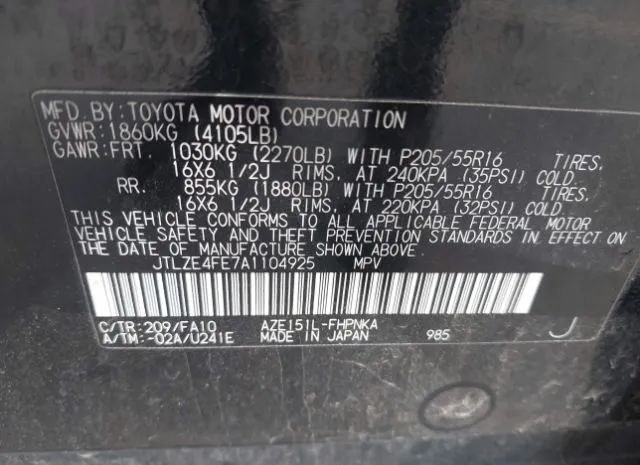 MFD.BY:TOYOTA MOTOR CORPORATION
GVWR:1860KG (4105LB)
GAWR:FRT. 1030KG (2270LB) WITH P205/55R16 TIRES,
16X6 1/2J RIMS, AT 240KPA (35PSI) COLD.
RR. 855KG (1880LB) WITH P205/55R16 TIRES,
16X6 1/2J RIMS, AT 220KPA (32PSI) COLD.
THIS VEHICLE CONFORMS TO ALL APPLICABLE FEDERAL MOTOR
VEHICLE SAFETY AND THEFT PREVENTION STANDARDS IN EFFECT ON
THE DATE OF MANUFACTURE SHOWN ABOVE.
JTLZE4FE7A1104925 MPV
C/TR:209/FA10 AZE151L-FHPNKA
A/TM:-02A/U241E MADE IN JAPAN 985 J